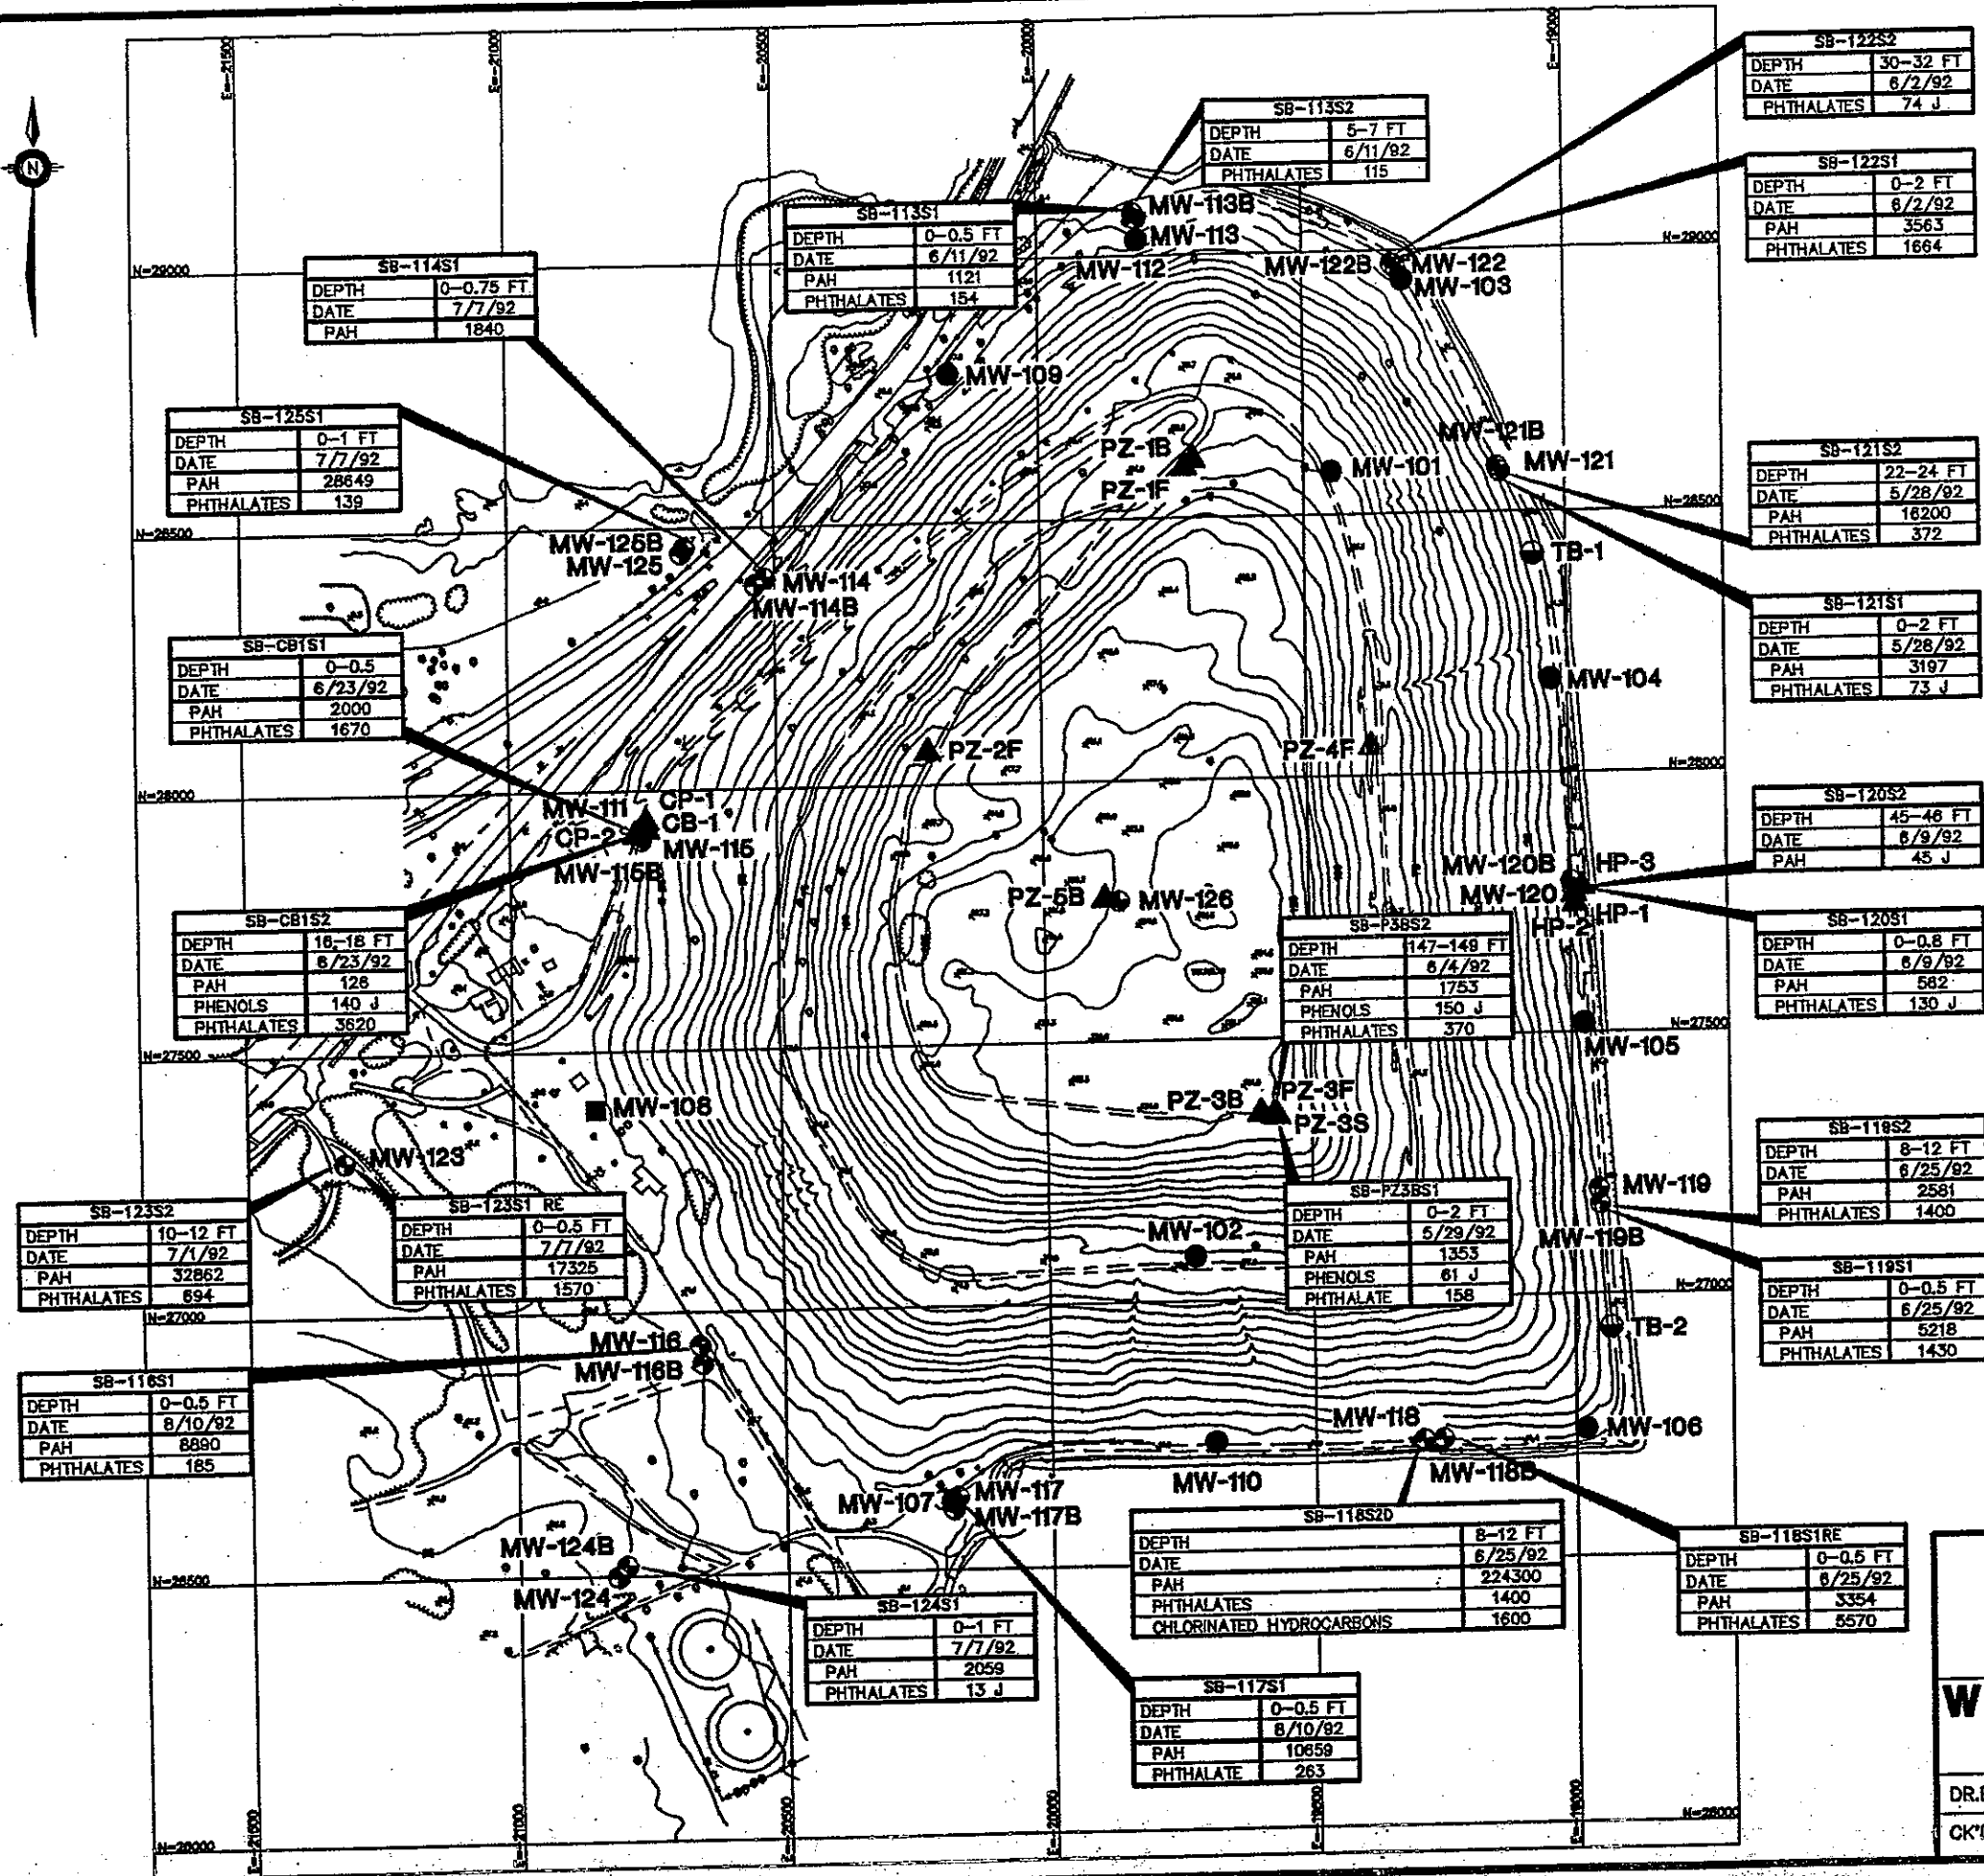 E=-21500
E=-21000
E=-20500
E=-20000
E=-19000
N
SB-122S2
DEPTH 30-32 FT
DATE 6/2/92
PHTHALATES 74 J
SB-113S2
DEPTH 5-7 FT
DATE 6/11/92
PHTHALATES 115
SB-122S1
DEPTH 0-2 FT
DATE 6/2/92
PAH 3563
PHTHALATES 1664
SB-113S1
DEPTH 0-0.5 FT
DATE 6/11/92
PAH 1121
PHTHALATES 154
MW-113B
MW-113
MW-112
MW-122B
MW-122
MW-103
N=29000
N=29000
SB-114S1
DEPTH 0-0.75 FT
DATE 7/7/92
PAH 1840
MW-109
SB-125S1
DEPTH 0-1 FT
DATE 7/7/92
PAH 28649
PHTHALATES 139
PZ-1B
PZ-1F
MW-101
MW-121B
MW-121
SB-121S2
DEPTH 22-24 FT
DATE 5/28/92
PAH 16200
PHTHALATES 372
N=28500
N=28500
MW-125B
MW-125
MW-114
MW-114B
TB-1
SB-121S1
DEPTH 0-2 FT
DATE 5/28/92
PAH 3197
PHTHALATES 73 J
SB-CB1S1
DEPTH 0-0.5
DATE 6/23/92
PAH 2000
PHTHALATES 1670
MW-104
PZ-2F
PZ-4F
N=28000
N=28000
MW-111
CP-1
CB-1
CP-2
MW-115
MW-115B
SB-120S2
DEPTH 45-46 FT
DATE 6/9/92
PAH 45 J
MW-120B
HP-3
MW-120
HP-1
HP-2
PZ-5B
MW-126
SB-CB1S2
DEPTH 16-18 FT
DATE 6/23/92
PAH 126
PHENOLS 140 J
PHTHALATES 3620
SB-P3BS2
DEPTH 147-149 FT
DATE 6/4/92
PAH 1753
PHENOLS 150 J
PHTHALATES 370
SB-120S1
DEPTH 0-0.8 FT
DATE 6/9/92
PAH 562
PHTHALATES 130 J
N=27500
N=27500
MW-105
MW-108
PZ-3B
PZ-3F
PZ-3S
MW-123
SB-119S2
DEPTH 8-12 FT
DATE 6/25/92
PAH 2581
PHTHALATES 1400
MW-119
MW-119B
SB-123S2
DEPTH 10-12 FT
DATE 7/1/92
PAH 32862
PHTHALATES 694
SB-123S1 RE
DEPTH 0-0.5 FT
DATE 7/7/92
PAH 17325
PHTHALATES 1570
MW-102
SB-PZ3BS1
DEPTH 0-2 FT
DATE 5/29/92
PAH 1353
PHENOLS 61 J
PHTHALATE 158
SB-119S1
DEPTH 0-0.5 FT
DATE 6/25/92
PAH 5218
PHTHALATES 1430
N=27000
N=27000
TB-2
MW-116
MW-116B
SB-116S1
DEPTH 0-0.5 FT
DATE 8/10/92
PAH 8890
PHTHALATES 185
MW-118
MW-106
MW-110
MW-118B
MW-107
MW-117
MW-117B
SB-118S2D
DEPTH 8-12 FT
DATE 6/25/92
PAH 224300
PHTHALATES 1400
CHLORINATED HYDROCARBONS 1600
SB-118S1RE
DEPTH 0-0.5 FT
DATE 6/25/92
PAH 3354
PHTHALATES 5570
MW-124B
MW-124
N=26500
SB-124S1
DEPTH 0-1 FT
DATE 7/7/92
PAH 2059
PHTHALATES 13 J
SB-117S1
DEPTH 0-0.5 FT
DATE 8/10/92
PAH 10659
PHTHALATE 263
W
DR.
CK'
N=26000
N=26000
E=-21500
E=-21000
E=-20500
E=-20000
E=-19500
E=-19000